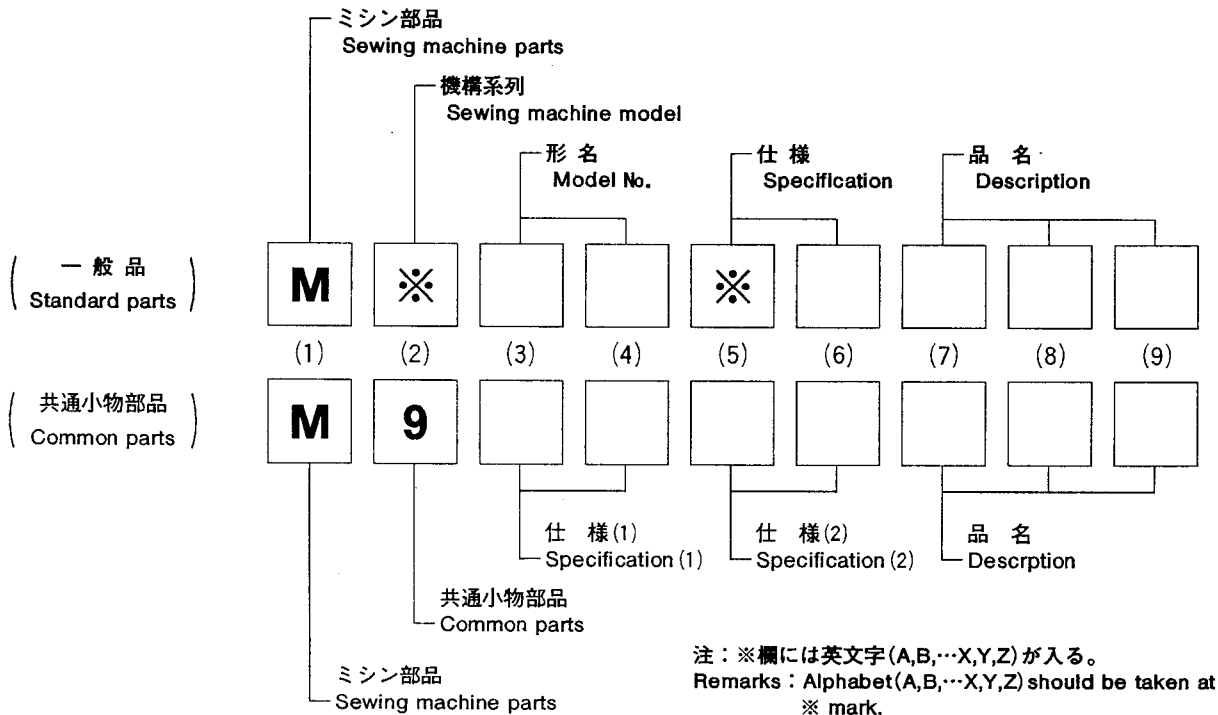 ミシン部品
Sewing machine parts
機構系列
Sewing machine model
形 名
Model No.
仕 様
Specification
品 名
Description
一 般 品
Standard parts
M ※ ※
(1) (2) (3) (4) (5) (6) (7) (8) (9)
共通小物部品
Common parts
M 9
仕 様(1)
Specification(1)
仕 様(2)
Specification(2)
品 名
Descrption
共通小物部品
Common parts
ミシン部品
Sewing machine parts
注：※欄には英文字(A,B,…X,Y,Z)が入る。
Remarks：Alphabet(A,B,…X,Y,Z)should be taken at
※ mark.